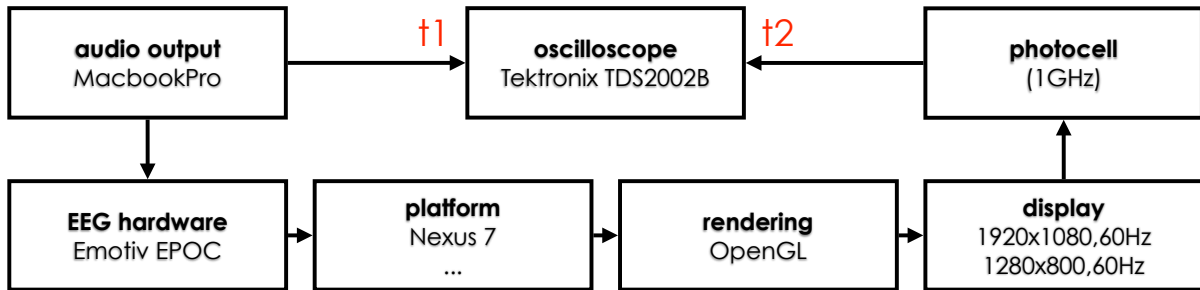 audio output
MacbookPro
t1
oscilloscope
Tektronix TDS2002B
t2
photocell
(1GHz)
EEG hardware
Emotiv EPOC
platform
Nexus 7
...
rendering
OpenGL
display
1920x1080,60Hz
1280x800,60Hz